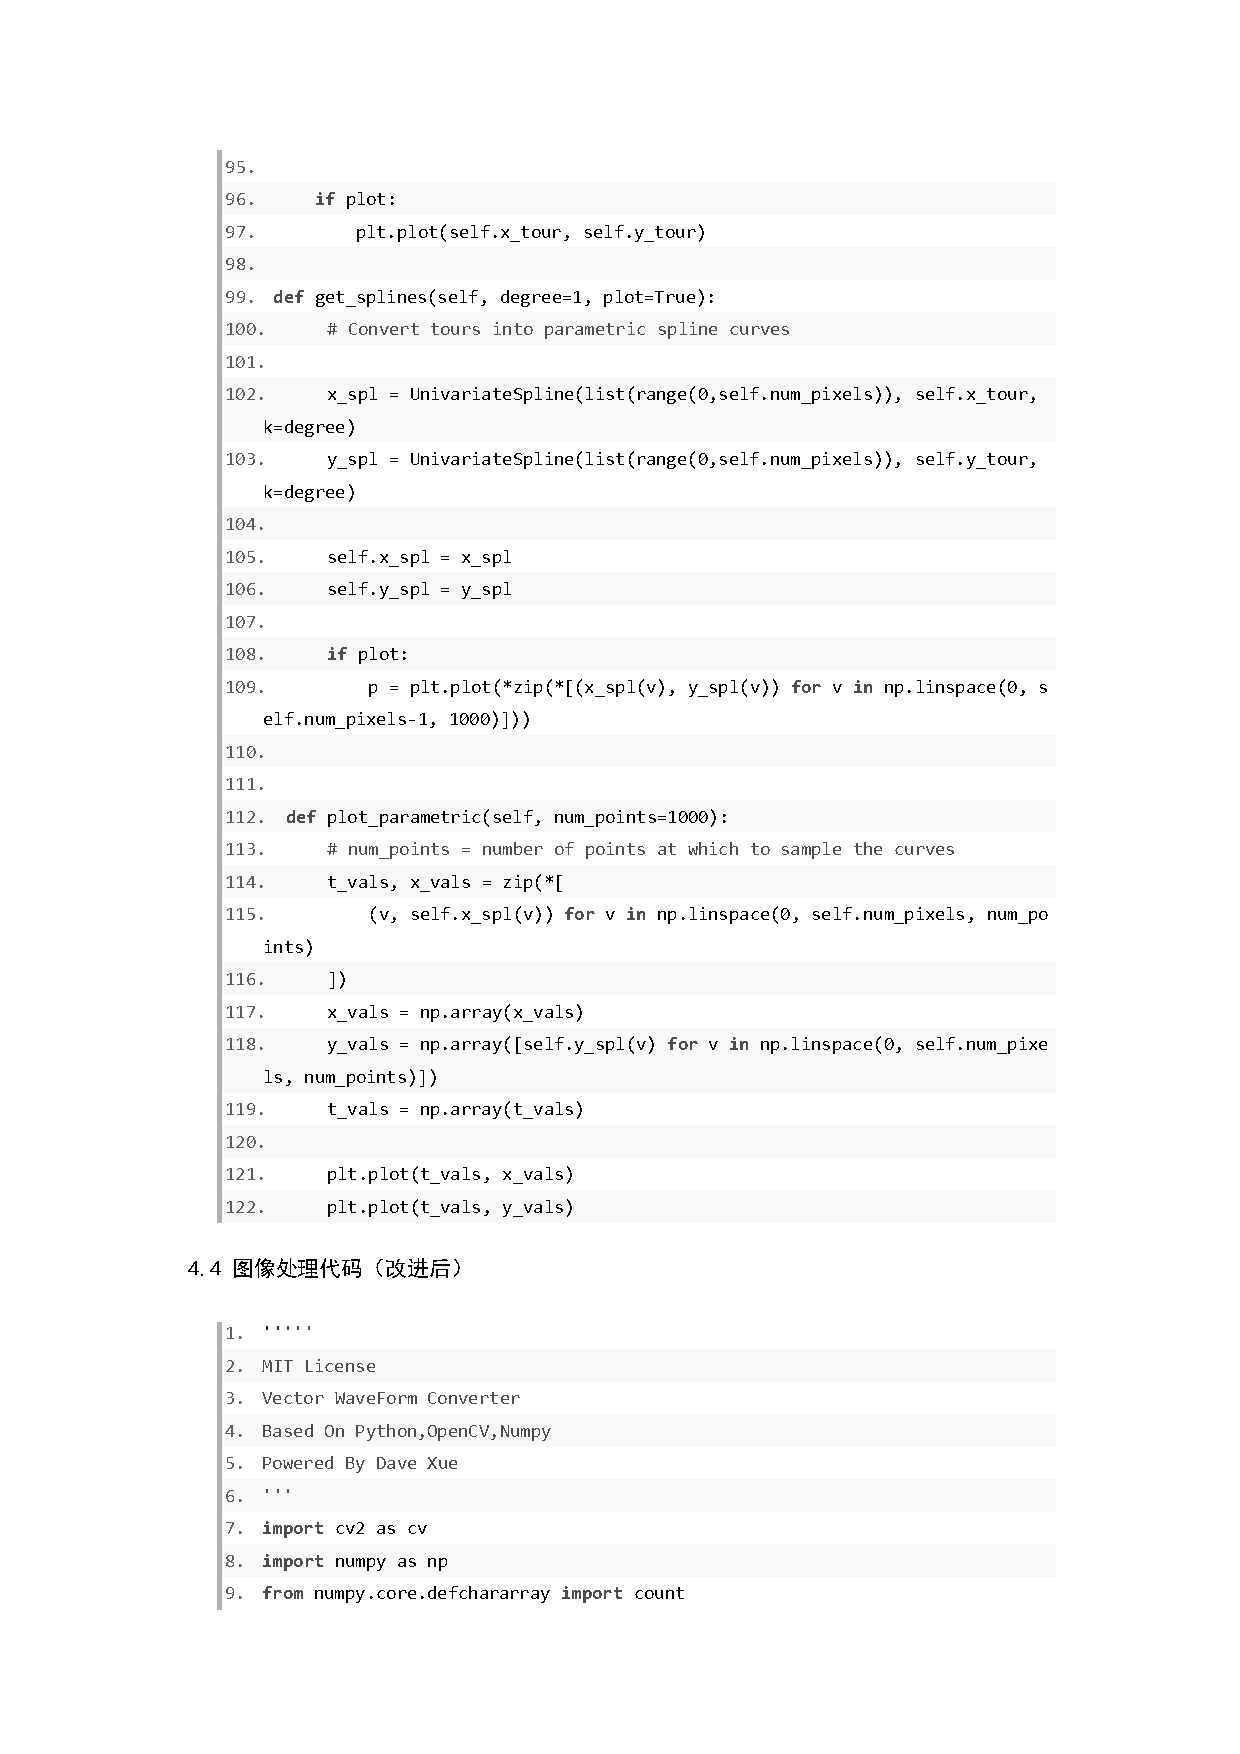 95.
96.     if plot:
97.         plt.plot(self.x_tour, self.y_tour)
98.
99. def get_splines(self, degree=1, plot=True):
100.     # Convert tours into parametric spline curves
101.
102.     x_spl = UnivariateSpline(list(range(0,self.num_pixels)), self.x_tour,
k=degree)
103.     y_spl = UnivariateSpline(list(range(0,self.num_pixels)), self.y_tour,
k=degree)
104.
105.     self.x_spl = x_spl
106.     self.y_spl = y_spl
107.
108.     if plot:
109.         p = plt.plot(*zip(*[(x_spl(v), y_spl(v)) for v in np.linspace(0, s
elf.num_pixels-1, 1000)]))
110.
111.
112. def plot_parametric(self, num_points=1000):
113.     # num_points = number of points at which to sample the curves
114.     t_vals, x_vals = zip(*[
115.         (v, self.x_spl(v)) for v in np.linspace(0, self.num_pixels, num_po
ints)
116.     ])
117.     x_vals = np.array(x_vals)
118.     y_vals = np.array([self.y_spl(v) for v in np.linspace(0, self.num_pixe
ls, num_points)])
119.     t_vals = np.array(t_vals)
120.
121.     plt.plot(t_vals, x_vals)
122.     plt.plot(t_vals, y_vals)
4.4 图像处理代码（改进后）
1. '''''
2. MIT License
3. Vector WaveForm Converter
4. Based On Python,OpenCV,Numpy
5. Powered By Dave Xue
6. '''
7. import cv2 as cv
8. import numpy as np
9. from numpy.core.defchararray import count